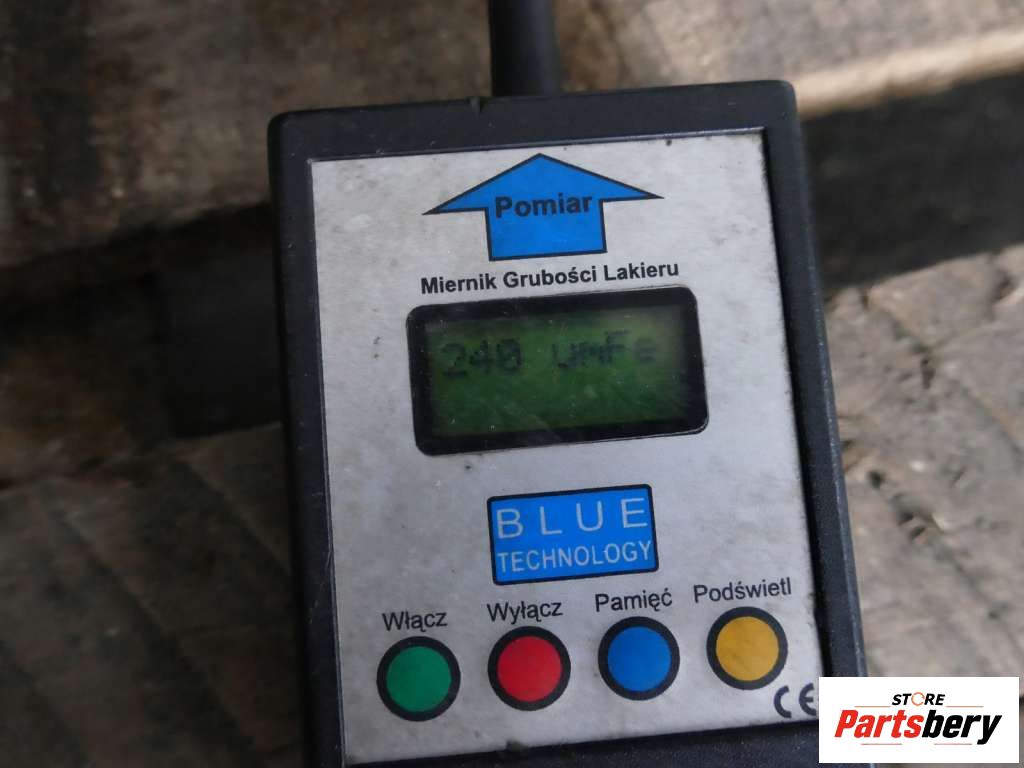 Pomiar
Miernik Grubości Lakieru
240 umFe
BLUE
TECHNOLOGY
Włącz Wyłącz Pamięć Podświetl
CE
STORE
Partsbery